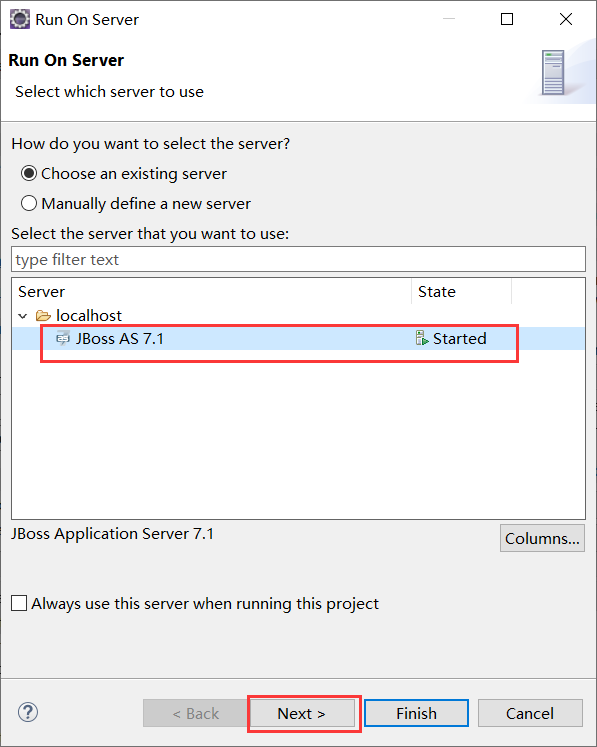 Run On Server
Run On Server
Select which server to use
How do you want to select the server?
Choose an existing server
Manually define a new server
Select the server that you want to use:
type filter text
Server State
localhost
JBoss AS 7.1 Started
JBoss Application Server 7.1
Columns...
Always use this server when running this project
? < Back Next > Finish Cancel